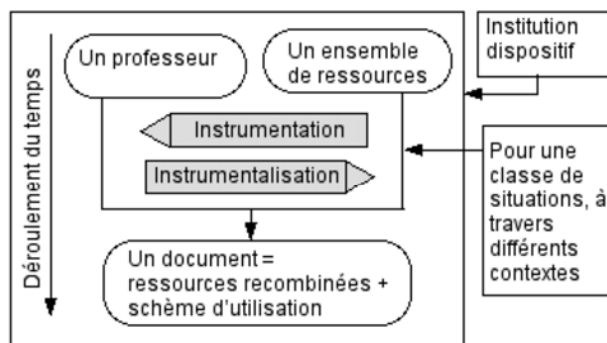 Un professeur
Un ensemble
de ressources
Institution
dispositif
Déroulement du temps
Instrumentation
Instrumentalisation
Pour une
classe de
situations, à
travers
différents
contextes
Un document =
ressources recombinées +
schème d'utilisation